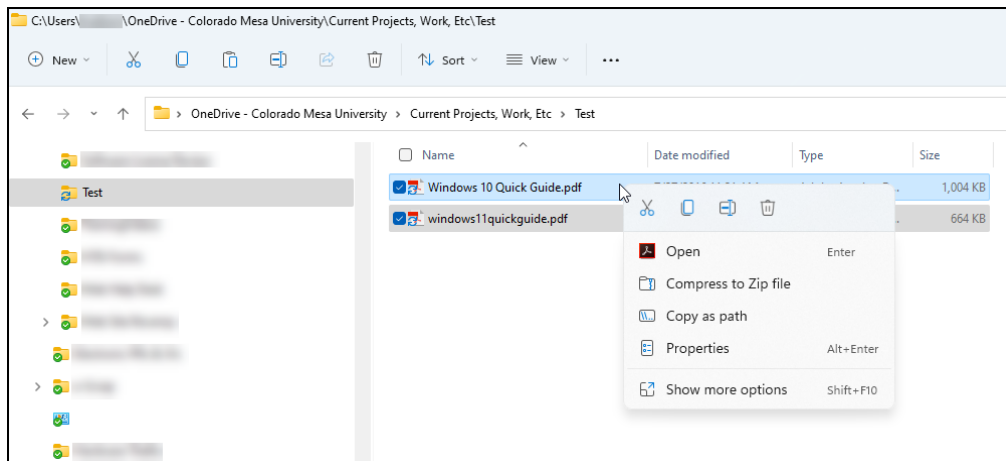 C:\Users\ \OneDrive - Colorado Mesa University\Current Projects, Work, Etc\Test
New Sort View
OneDrive - Colorado Mesa University > Current Projects, Work, Etc > Test
Name Date modified Type Size
Test
Windows 10 Quick Guide.pdf 1,004 KB
windows11quickguide.pdf 664 KB
Open Enter
Compress to Zip file
Copy as path
Properties Alt+Enter
Show more options Shift+F10